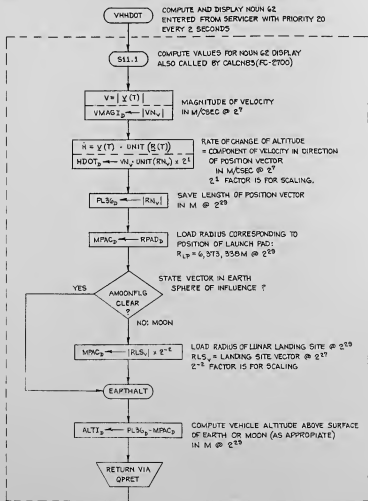 VHHDOT
COMPUTE AND DISPLAY NOUN 62
ENTERED FROM SERVICER WITH PRIORITY 20
EVERY 2 SECONDS
S11.1
COMPUTE VALUES FOR NOUN 62 DISPLAY
ALSO CALLED BY CALCN83 (FC-2700)
V = |V(T)|
VMAGI_D ← |VN_V|
MAGNITUDE OF VELOCITY
IN M/CSEC @ 2^7
Ḣ = V(T) · UNIT (R(T))
HDOT_D ← VN_V · UNIT(RN_V) x 2^1
RATE OF CHANGE OF ALTITUDE
= COMPONENT OF VELOCITY IN DIRECTION
OF POSITION VECTOR
IN M/CSEC @ 2^7
2^1 FACTOR IS FOR SCALING.
PL36_D ← |RN_V|
SAVE LENGTH OF POSITION VECTOR
IN M @ 2^29
MPAC_D ← RPAD_D
LOAD RADIUS CORRESPONDING TO
POSITION OF LAUNCH PAD:
R_LP = 6,373,338M @ 2^29
YES
AMOONFLG
CLEAR
?
STATE VECTOR IN EARTH
SPHERE OF INFLUENCE ?
NO: MOON
MPAC_D ← |RLS_V| x 2^-2
LOAD RADIUS OF LUNAR LANDING SITE @ 2^29
RLS_V = LANDING SITE VECTOR @ 2^27
2^-2 FACTOR IS FOR SCALING
EARTHALT
ALTI_D ← PL36_D - MPAC_D
COMPUTE VEHICLE ALTITUDE ABOVE SURFACE
OF EARTH OR MOON (AS APPROPIATE)
IN M @ 2^29
RETURN VIA
QPRET